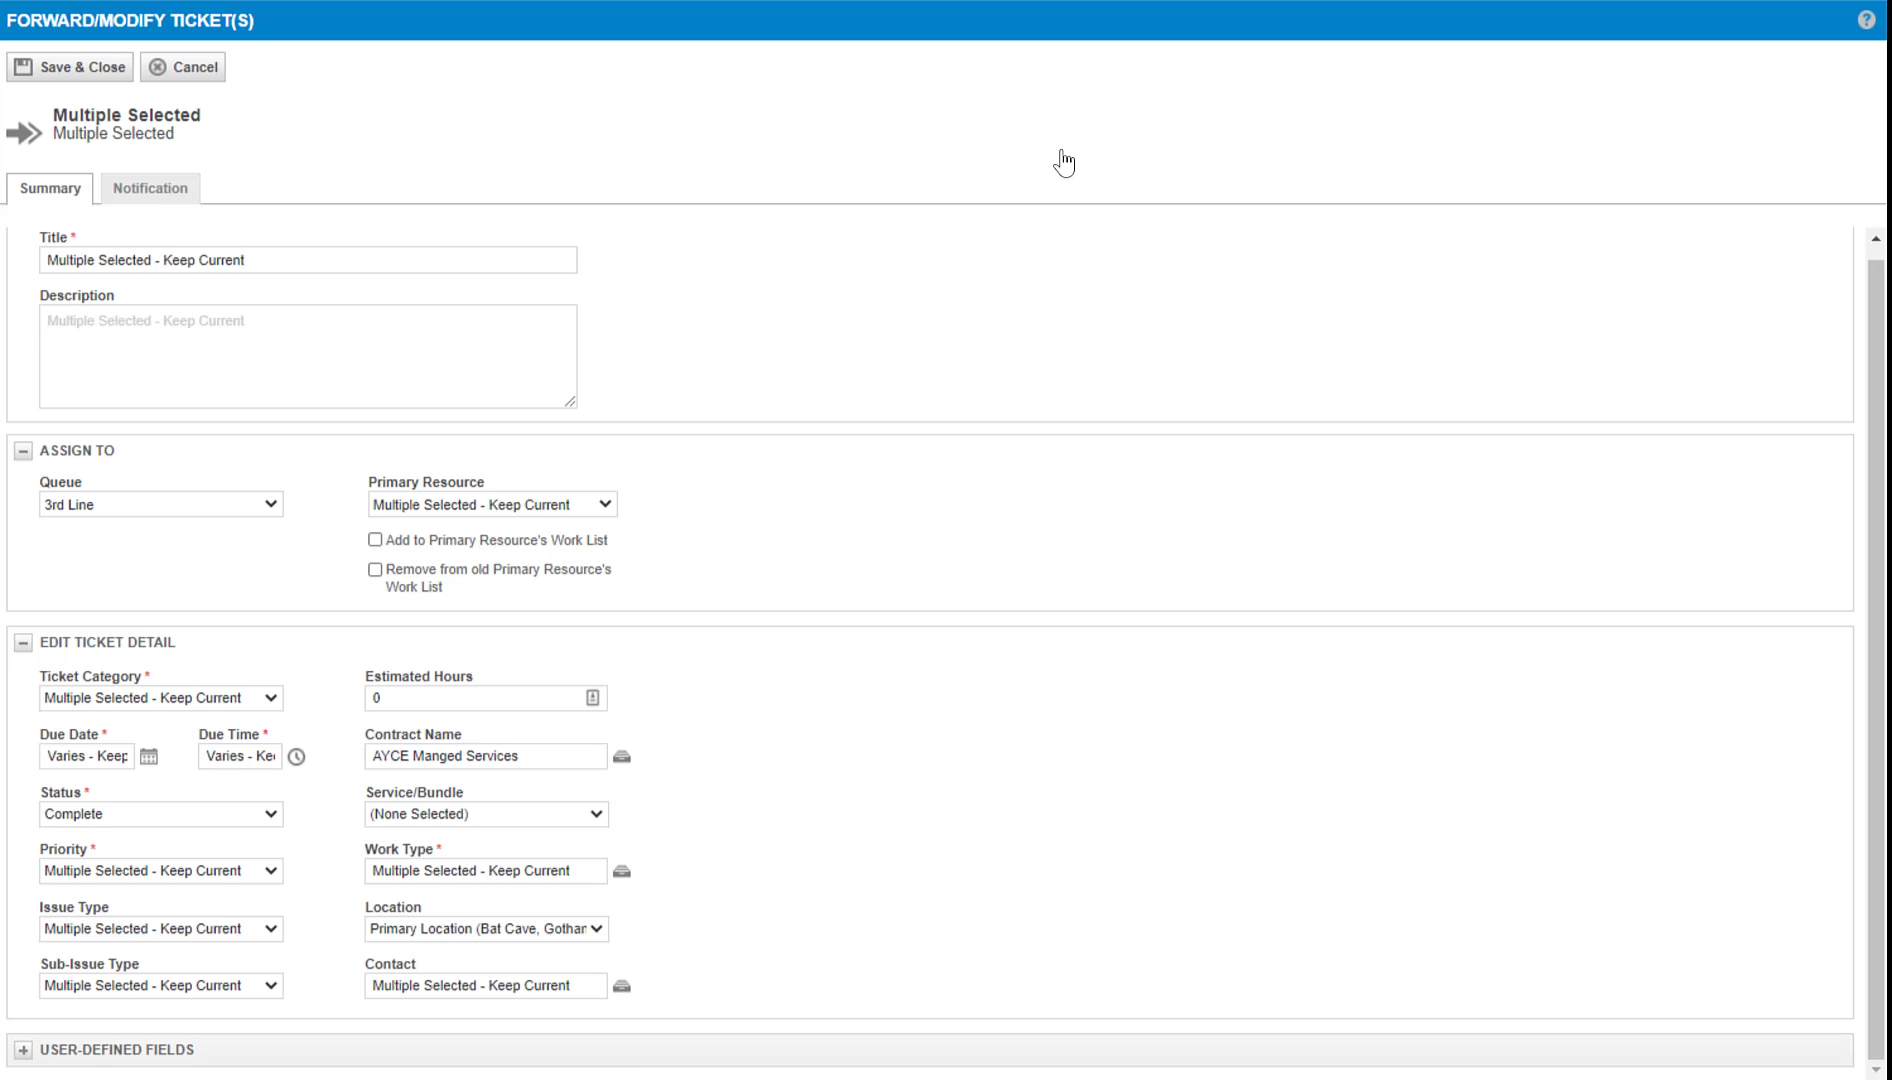 FORWARD/MODIFY TICKET(S)
?
Save & Close
Cancel
Multiple Selected
Multiple Selected
Summary
Notification
Title *
Multiple Selected - Keep Current
Description
Multiple Selected - Keep Current
ASSIGN TO
Queue
Primary Resource
3rd Line
Multiple Selected - Keep Current
Add to Primary Resource's Work List
Remove from old Primary Resource's
Work List
EDIT TICKET DETAIL
Ticket Category *
Estimated Hours
Multiple Selected - Keep Current
0
Due Date *
Due Time *
Contract Name
Varies - Keep
Varies - Ke
AYCE Manged Services
Status *
Service/Bundle
Complete
(None Selected)
Priority *
Work Type *
Multiple Selected - Keep Current
Multiple Selected - Keep Current
Issue Type
Location
Multiple Selected - Keep Current
Primary Location (Bat Cave, Gothar
Sub-Issue Type
Contact
Multiple Selected - Keep Current
Multiple Selected - Keep Current
USER-DEFINED FIELDS